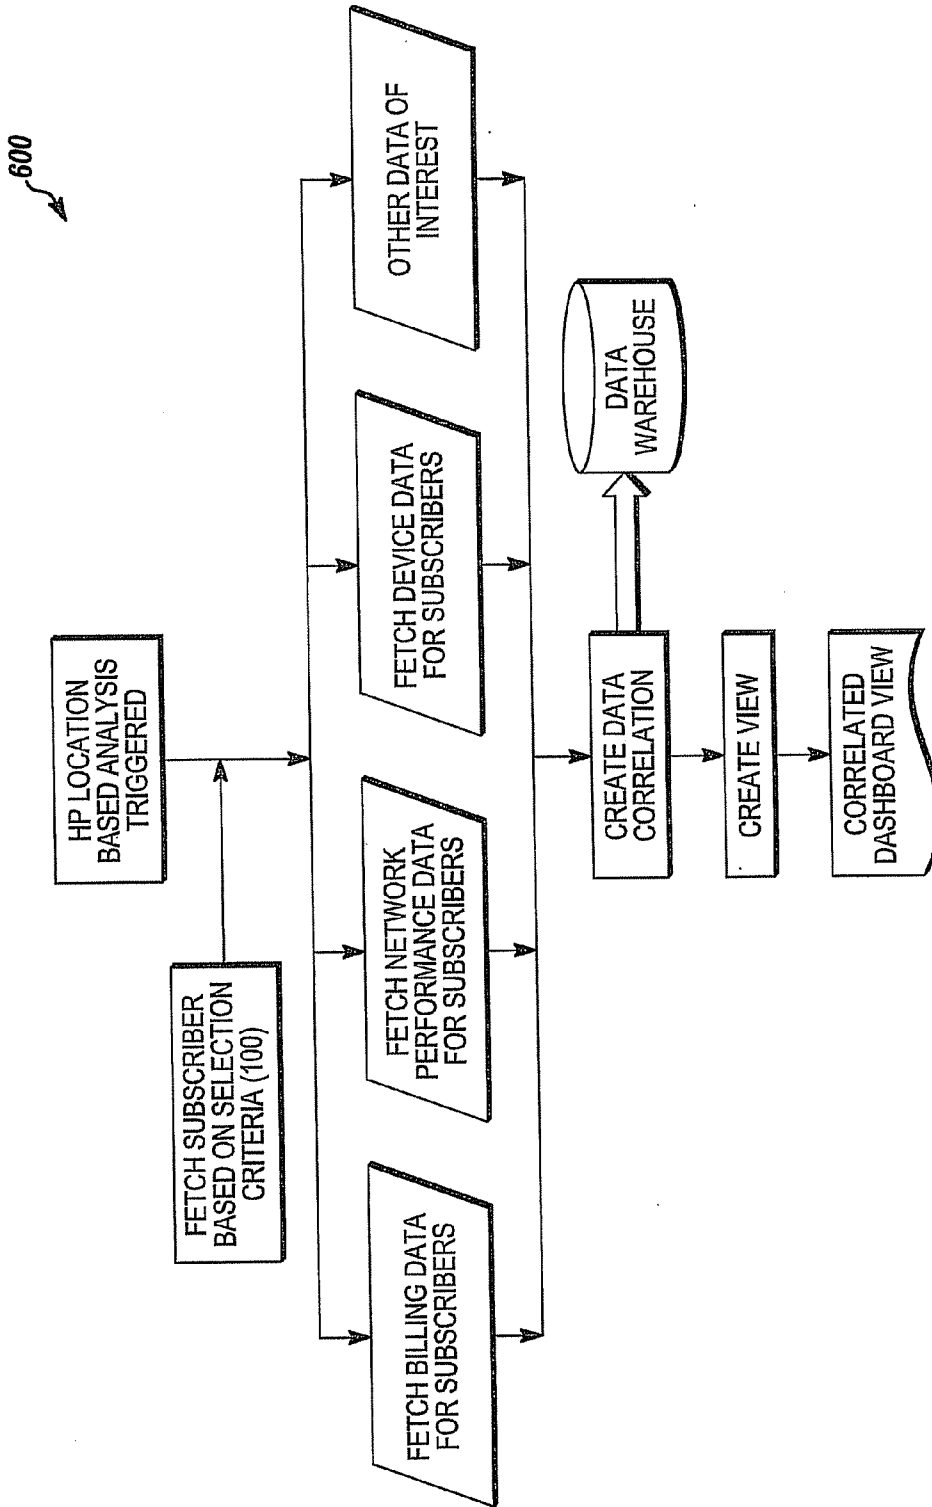 600
HP LOCATION
BASED ANALYSIS
TRIGGERED
FETCH SUBSCRIBER
BASED ON SELECTION
CRITERIA (100)
FETCH BILLING DATA
FOR SUBSCRIBERS
FETCH NETWORK
PERFORMANCE DATA
FOR SUBSCRIBERS
FETCH DEVICE DATA
FOR SUBSCRIBERS
OTHER DATA OF
INTEREST
CREATE DATA
CORRELATION
DATA
WAREHOUSE
CREATE VIEW
CORRELATED
DASHBOARD VIEW